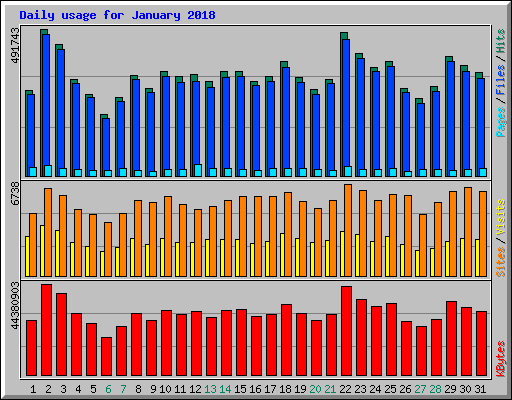 Daily usage for January 2018
491743
Pages / Files / Hits
6738
Sites / Visits
44380903
KBytes
1 2 3 4 5 6 7 8 9 10 11 12 13 14 15 16 17 18 19 20 21 22 23 24 25 26 27 28 29 30 31